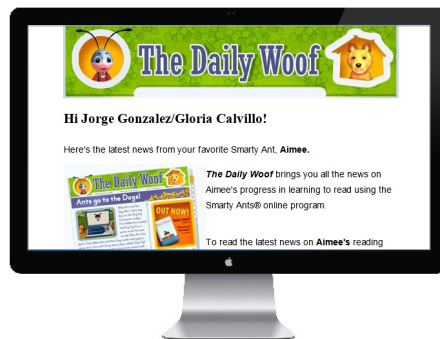 The Daily Woof
Hi Jorge Gonzalez/Gloria Calvillo!
Here's the latest news from your favorite Smarty Ant, Aimee.
The Daily Woof brings you all the news on
Aimee's progress in learning to read using the
Smarty Ants® online program.
To read the latest news on Aimee's reading
The Daily Woof
Ants go to the Dogs!
OUT NOW!